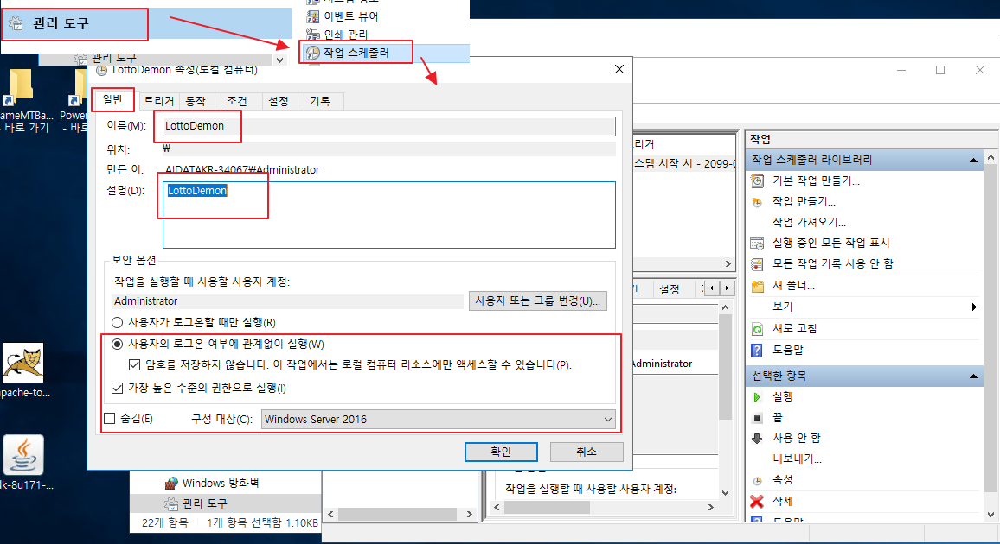 이벤트 뷰어
관리 도구
인쇄 관리
작업 스케줄러
관리 도구
LottoDemon 속성(로컬 컴퓨터)
일반
트리거
동작
조건
설정
기록
이름(M):
LottoDemon
위치:
₩
만든 이:
AIDATAKR-34067₩Administrator
설명(D):
LottoDemon
보안 옵션
작업을 실행할 때 사용할 사용자 계정:
Administrator
사용자 또는 그룹 변경(U)...
사용자가 로그온할 때만 실행(R)
사용자의 로그온 여부에 관계없이 실행(W)
암호를 저장하지 않습니다. 이 작업에서는 로컬 컴퓨터 리소스에만 액세스할 수 있습니다(P).
가장 높은 수준의 권한으로 실행(I)
숨김(E)
구성 대상(C):
Windows Server 2016
확인
취소
ameMTBa...
바로 가기
Power
- 바로
pache-to...
dk-8u171-...
Windows 방화벽
관리 도구
22개 항목
1개 항목 선택함 1.10KB
리거
스템 시작 시 - 2099-0
건
설정
Administrator
작업을 실행할 때 사용할 사용자 계정:
작업
작업 스케줄러 라이브러리
기본 작업 만들기...
작업 만들기...
작업 가져오기...
실행 중인 모든 작업 표시
모든 작업 기록 사용 안 함
새 폴더...
보기
새로 고침
도움말
선택한 항목
실행
끝
사용 안 함
내보내기...
속성
삭제
도움말